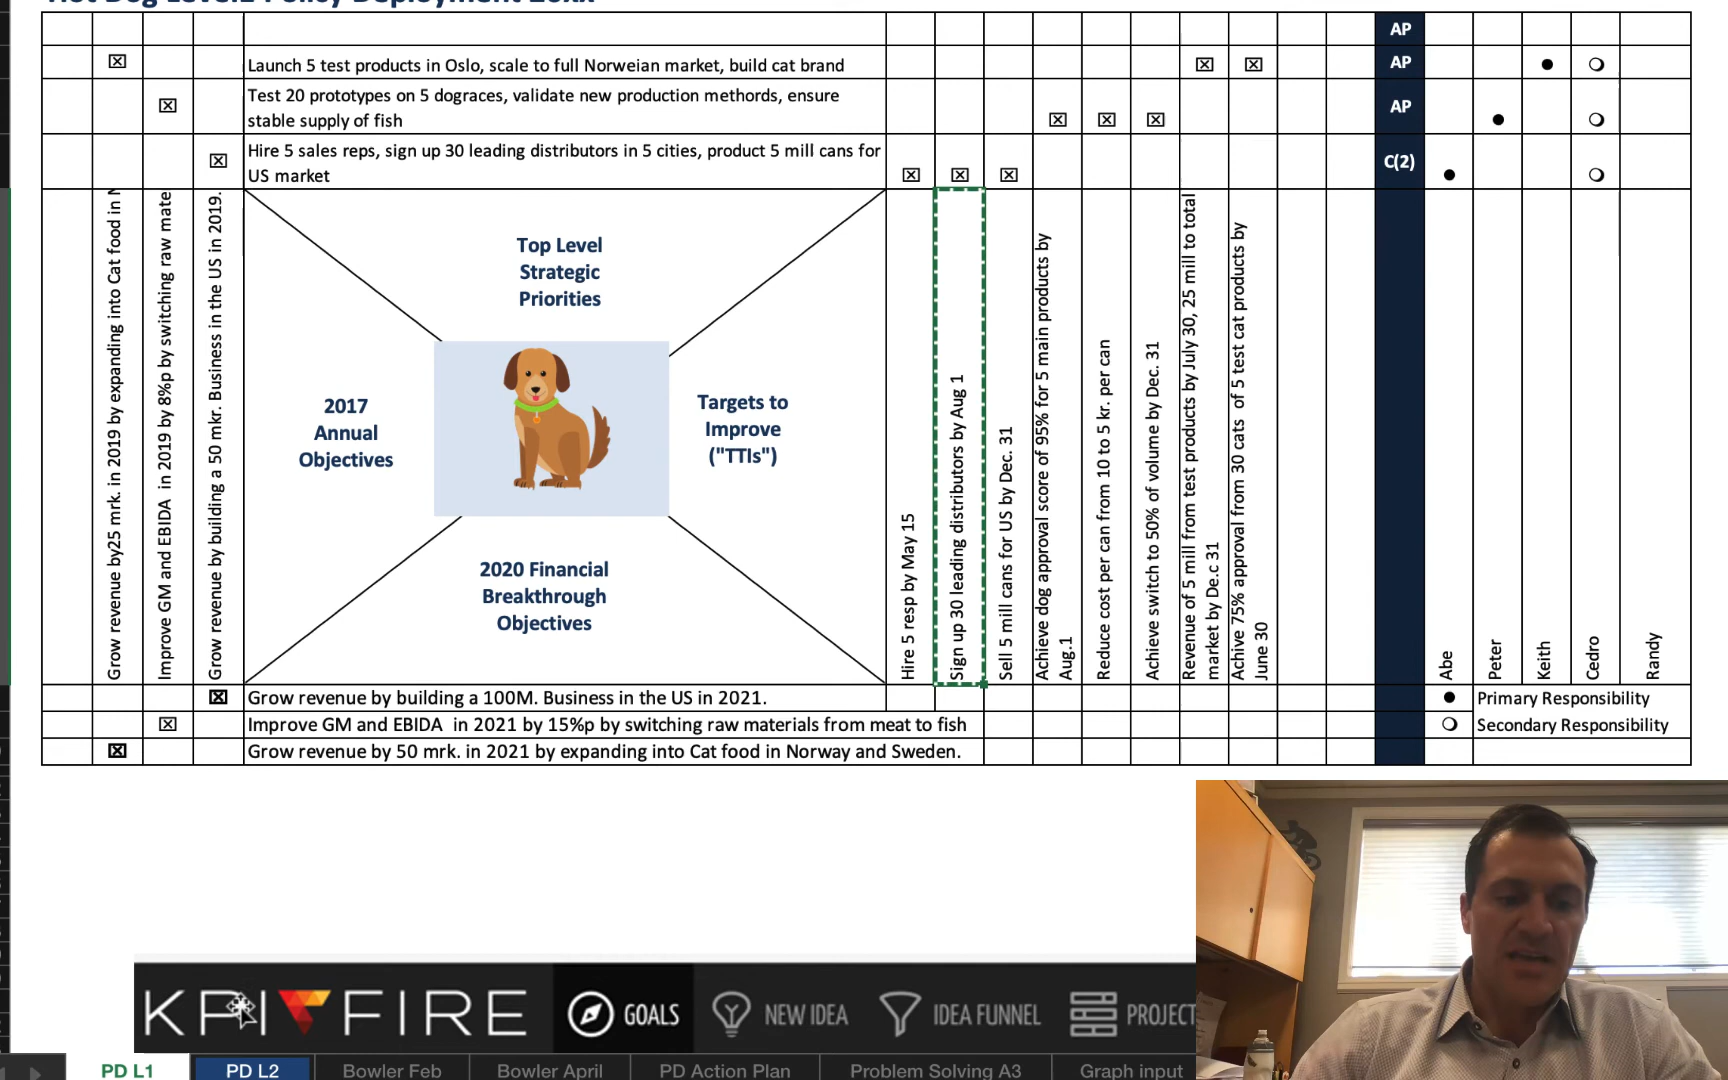 AP
Launch 5 test products in Oslo, scale to full Norweian market, build cat brand
AP
Test 20 prototypes on 5 dograces, validate new production methords, ensure
stable supply of fish
AP
Hire 5 sales reps, sign up 30 leading distributors in 5 cities, product 5 mill cans for
US market
C(2)
Grow revenue by25 mrk. in 2019 by expanding into Cat food in
Improve GM and EBIDA in 2019 by 8%p by switching raw mate
Grow revenue by building a 50 mkr. Business in the US in 2019.
Top Level
Strategic
Priorities
2017
Annual
Objectives
Targets to
Improve
("TTIs")
2020 Financial
Breakthrough
Objectives
Hire 5 resp by May 15
Sign up 30 leading distributors by Aug 1
Sell 5 mill cans for US by Dec. 31
Achieve dog approval score of 95% for 5 main products by
Aug.1
Reduce cost per can from 10 to 5 kr. per can
Achieve switch to 50% of volume by Dec. 31
Revenue of 5 mill from test products by July 30, 25 mill to total
market by De.c 31
Achive 75% approval from 30 cats of 5 test cat products by
June 30
Abe
Peter
Keith
Cedro
Randy
Grow revenue by building a 100M. Business in the US in 2021.
Primary Responsibility
Improve GM and EBIDA in 2021 by 15%p by switching raw materials from meat to fish
Secondary Responsibility
Grow revenue by 50 mrk. in 2021 by expanding into Cat food in Norway and Sweden.
KPI FIRE
GOALS
NEW IDEA
IDEA FUNNEL
PROJECT
PD L1
PD L2
Bowler Feb
Bowler April
PD Action Plan
Problem Solving A3
Graph input